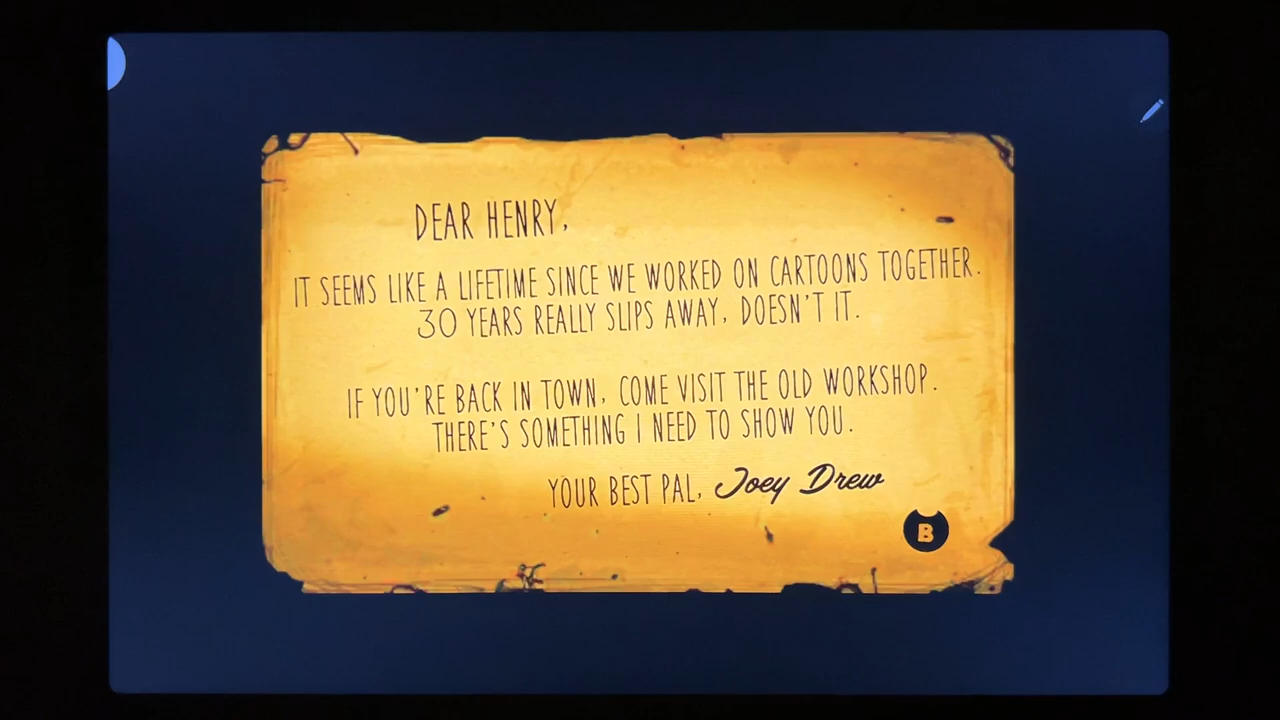 DEAR HENRY,
IT SEEMS LIKE A LIFETIME SINCE WE WORKED ON CARTOONS TOGETHER.
30 YEARS REALLY SLIPS AWAY, DOESN'T IT.
IF YOU'RE BACK IN TOWN, COME VISIT THE OLD WORKSHOP.
THERE'S SOMETHING I NEED TO SHOW YOU.
YOUR BEST PAL, Joey Drew
B